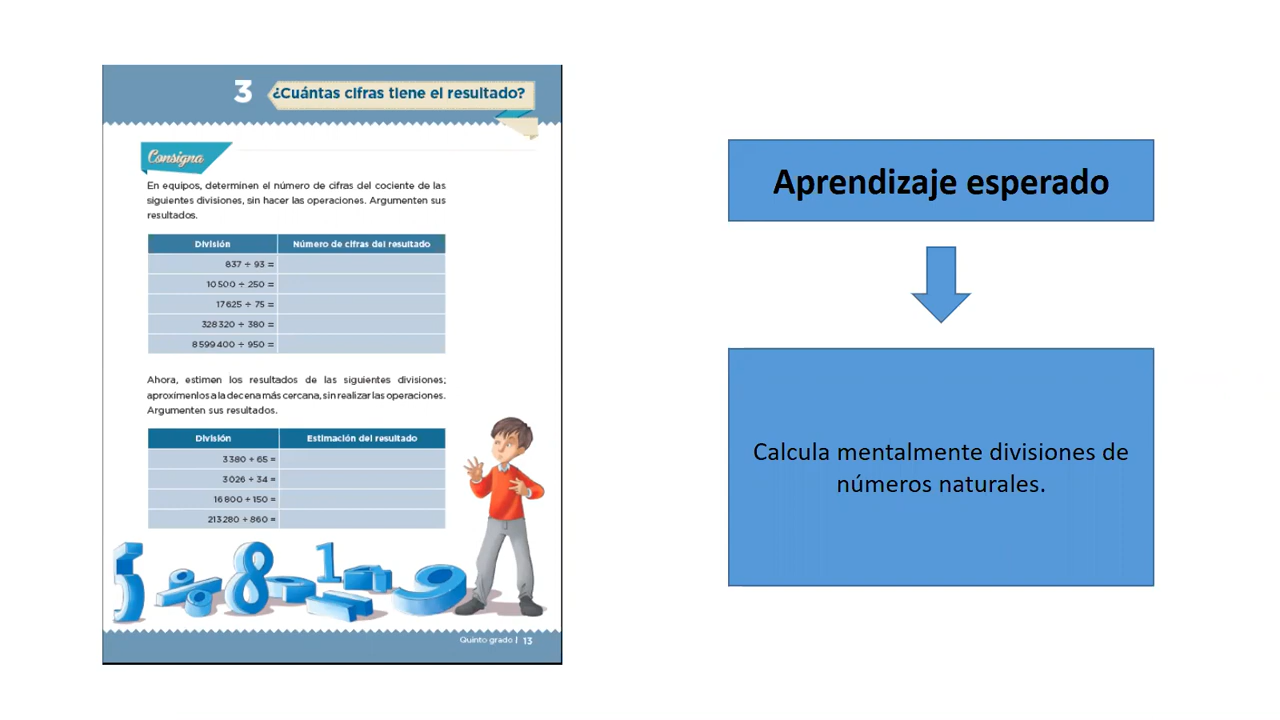 3 ¿Cuántas cifras tiene el resultado?
Consigna
En equipos, determinen el número de cifras del cociente de las
siguientes divisiones, sin hacer las operaciones. Argumenten sus
resultados.
División Número de cifras del resultado
837 ÷ 93 =
10 500 ÷ 250 =
17 625 ÷ 75 =
328 320 ÷ 380 =
8 599 400 ÷ 950 =
Ahora, estimen los resultados de las siguientes divisiones;
aproxímenlos a la decena más cercana, sin realizar las operaciones.
Argumenten sus resultados.
División Estimación del resultado
3 380 ÷ 65 =
3 026 ÷ 34 =
16 800 ÷ 150 =
213 280 ÷ 860 =
5 ÷ 8 - 1 = 9
Quinto grado | 13
Aprendizaje esperado
Calcula mentalmente divisiones de
números naturales.